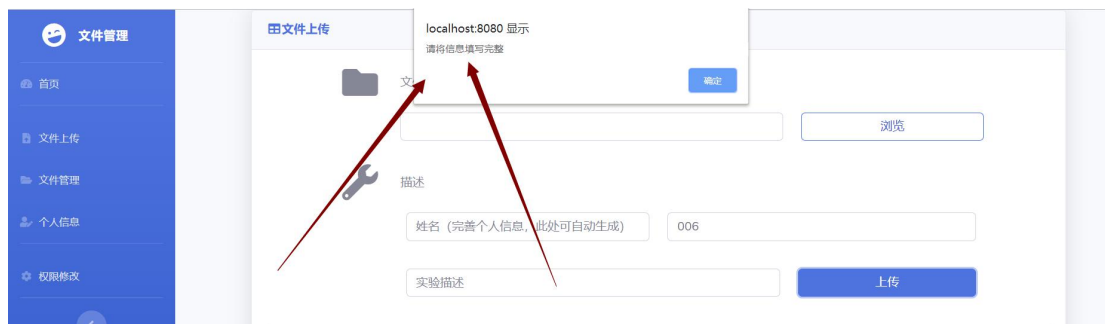 文件管理
首页
文件上传
文件管理
个人信息
权限修改
文件上传
localhost:8080 显示
请将信息填写完整
确定
浏览
描述
姓名（完善个人信息，此处可自动生成）
006
实验描述
上传